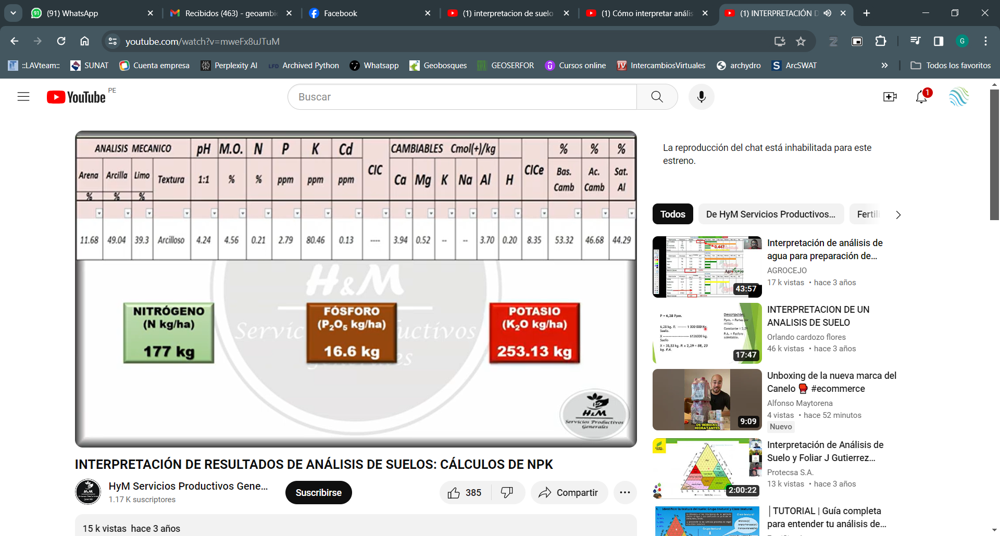 (91) WhatsApp
Recibidos (463) - geoambie
Facebook
(1) interpretacion de suelo
(1) Cómo interpretar anális
(1) INTERPRETACIÓN D
youtube.com/watch?v=mweFx8uJTuM
G
::LAVteam::
SUNAT
Cuenta empresa
Perplexity AI
LFD Archived Python
Whatsapp
Geobosques
GEOSERFOR
Cursos online
IntercambiosVirtuales
archydro
ArcSWAT
Todos los favoritos
YouTube PE
Buscar
1
ANALISIS MECANICO pH M.O. N P K Cd CIC CAMBIABLES Cmol(+)/kg CICe % % %
Arena Arcilla Limo Textura 1:1 % % ppm ppm ppm Ca Mg K Na Al H Bas. Camb Ac. Camb Sat. Al
% % %
11.68 49.04 39.3 Arcilloso 4.24 4.56 0.21 2.79 80.46 0.13 ---- 3.94 0.52 -- -- 3.70 0.20 8.35 53.32 46.68 44.29
H&M
NITRÓGENO
(N kg/ha)
177 kg
FÓSFORO
(P₂O₅ kg/ha)
16.6 kg
POTASIO
(K₂O kg/ha)
253.13 kg
H&M
Servicios Productivos
Generales
INTERPRETACIÓN DE RESULTADOS DE ANÁLISIS DE SUELOS: CÁLCULOS DE NPK
HyM Servicios Productivos Gene...
1.17 K suscriptores
Suscribirse
385
Compartir
15 k vistas hace 3 años
La reproducción del chat está inhabilitada para este
estreno.
Todos
De HyM Servicios Productivos...
Fertili
Interpretación de análisis de
agua para preparación de...
AGROCEJO
17 k vistas • hace 3 años
43:57
INTERPRETACION DE UN
ANALISIS DE SUELO
Orlando cardozo flores
46 k vistas • hace 3 años
P = 6,28 Ppm.
17:47
Unboxing de la nueva marca del
Canelo 🥊 #ecommerce
Alfonso Maytorena
4 vistas • hace 52 minutos
Nuevo
DE BEBIDAS
HIDRATANTES
9:09
Interpretación de Análisis de
Suelo y Foliar J Gutierrez...
Protecsa S.A.
13 k vistas • hace 3 años
2:00:22
│TUTORIAL | Guía completa
para entender tu análisis de...